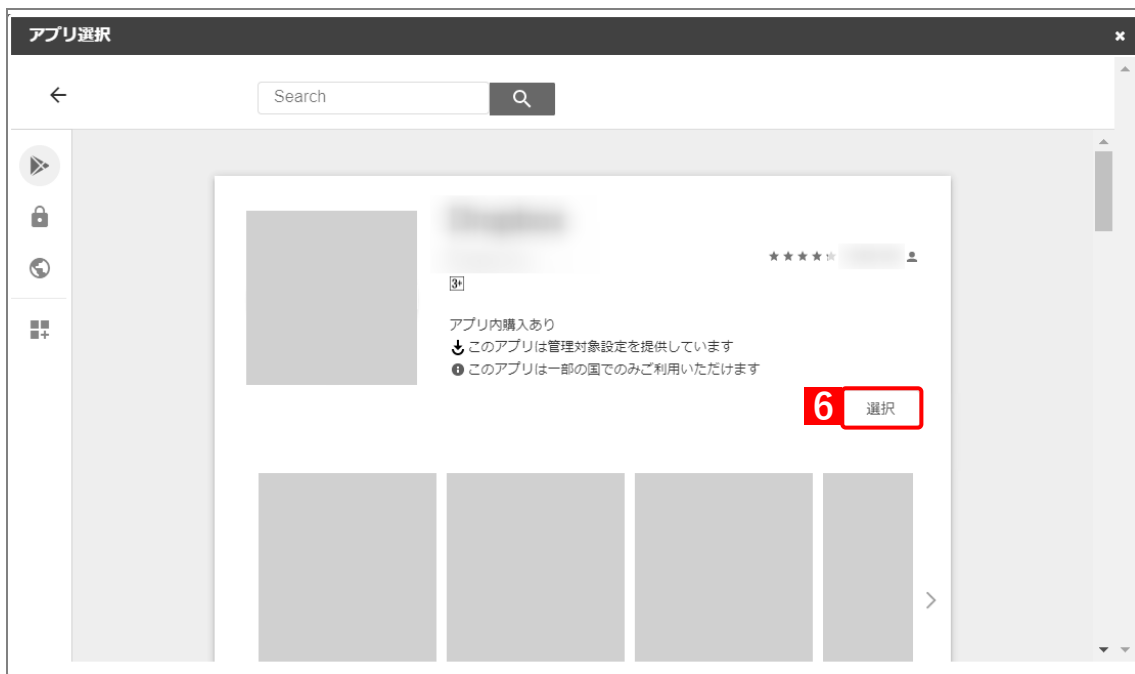 アプリ選択
Search
3+
アプリ内購入あり
このアプリは管理対象設定を提供しています
このアプリは一部の国でのみご利用いただけます
6 選択